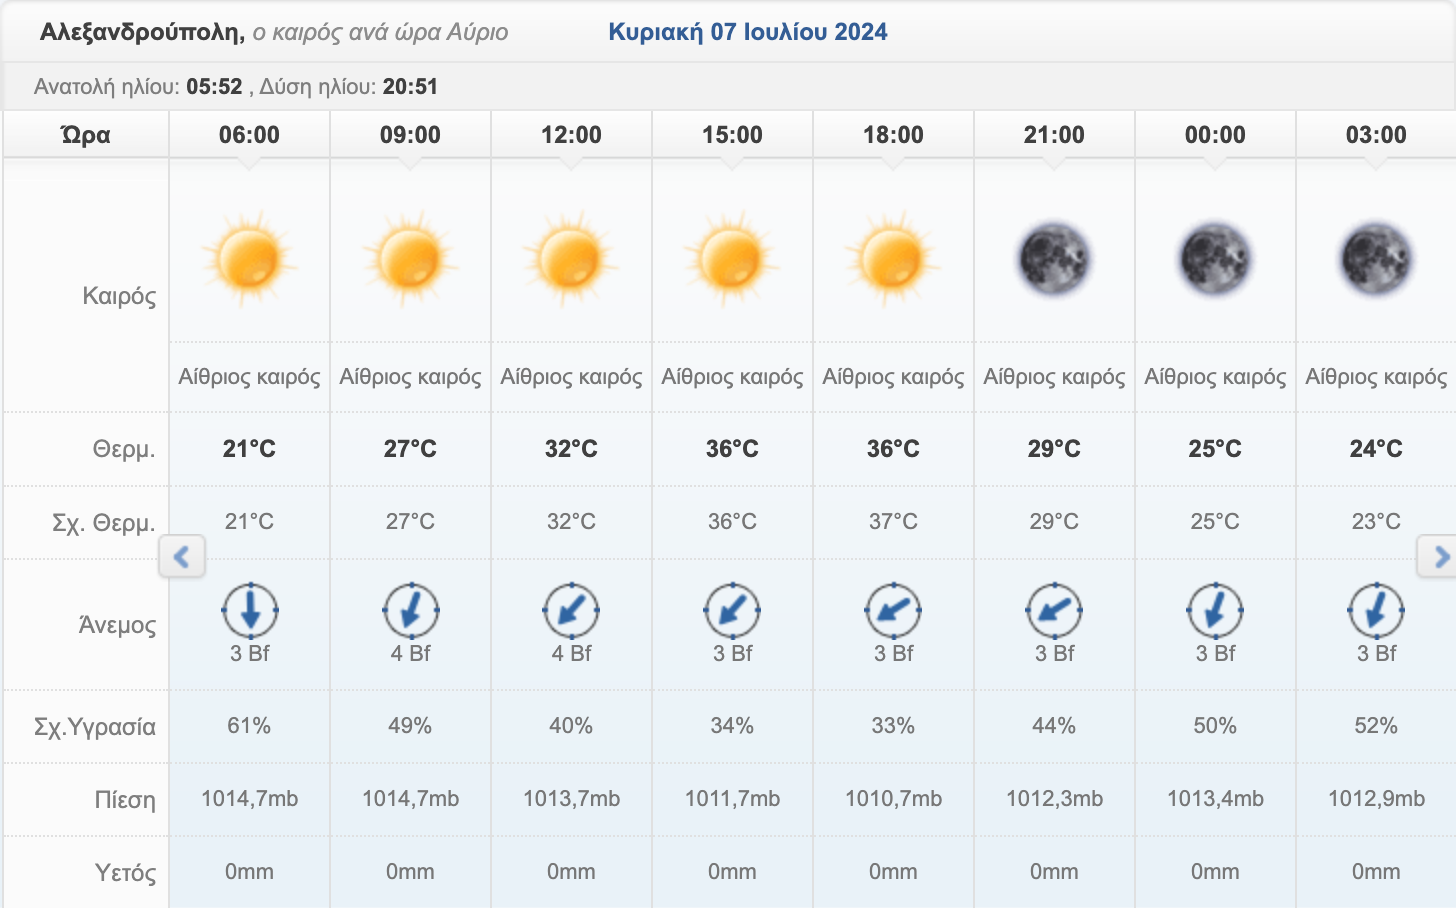 Αλεξανδρούπολη, ο καιρός ανά ώρα Αύριο Κυριακή 07 Ιουλίου 2024
Ανατολή ηλίου: 05:52 , Δύση ηλίου: 20:51
Ώρα 06:00 09:00 12:00 15:00 18:00 21:00 00:00 03:00
Καιρός
Αίθριος καιρός Αίθριος καιρός Αίθριος καιρός Αίθριος καιρός Αίθριος καιρός Αίθριος καιρός Αίθριος καιρός Αίθριος καιρός
Θερμ. 21°C 27°C 32°C 36°C 36°C 29°C 25°C 24°C
Σχ. Θερμ. 21°C 27°C 32°C 36°C 37°C 29°C 25°C 23°C
Άνεμος 3 Bf 4 Bf 4 Bf 3 Bf 3 Bf 3 Bf 3 Bf 3 Bf
Σχ.Υγρασία 61% 49% 40% 34% 33% 44% 50% 52%
Πίεση 1014,7mb 1014,7mb 1013,7mb 1011,7mb 1010,7mb 1012,3mb 1013,4mb 1012,9mb
Υετός 0mm 0mm 0mm 0mm 0mm 0mm 0mm 0mm